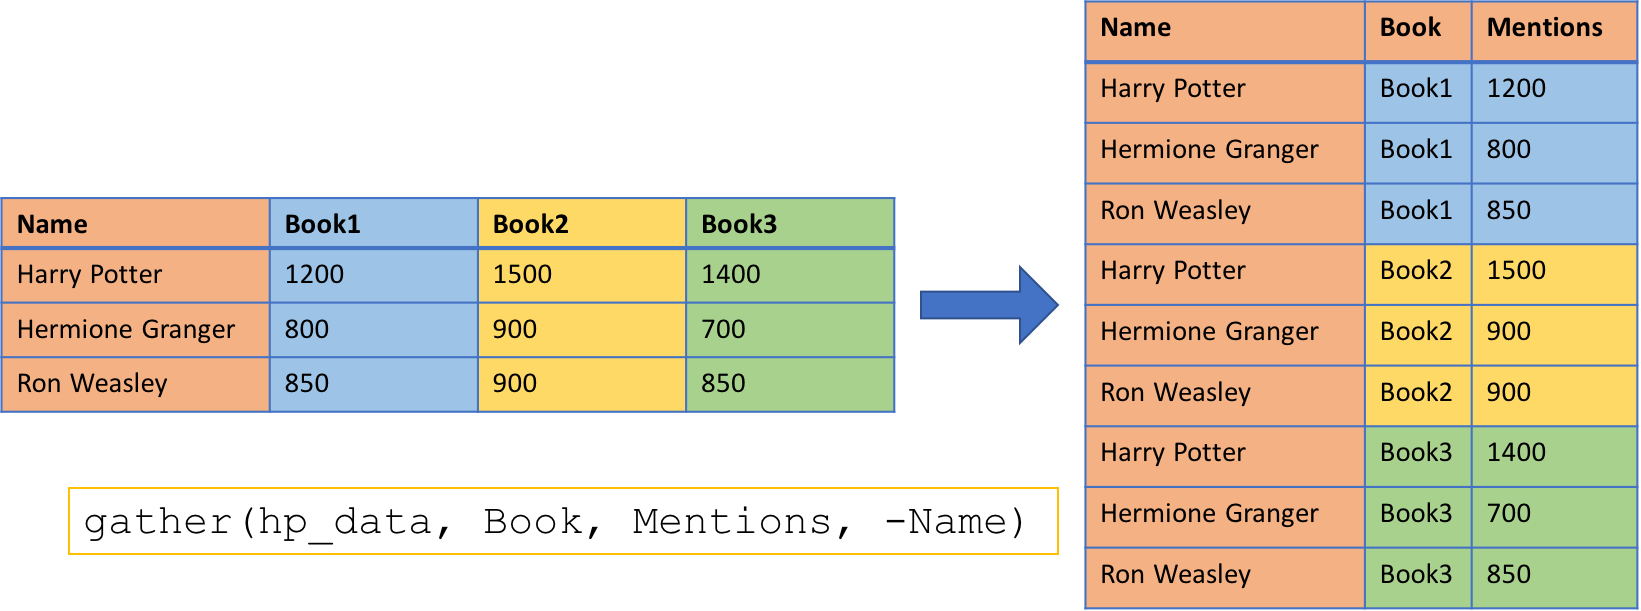 Name Book1 Book2 Book3
Harry Potter 1200 1500 1400
Hermione Granger 800 900 700
Ron Weasley 850 900 850
gather(hp_data, Book, Mentions, -Name)
Name Book Mentions
Harry Potter Book1 1200
Hermione Granger Book1 800
Ron Weasley Book1 850
Harry Potter Book2 1500
Hermione Granger Book2 900
Ron Weasley Book2 900
Harry Potter Book3 1400
Hermione Granger Book3 700
Ron Weasley Book3 850